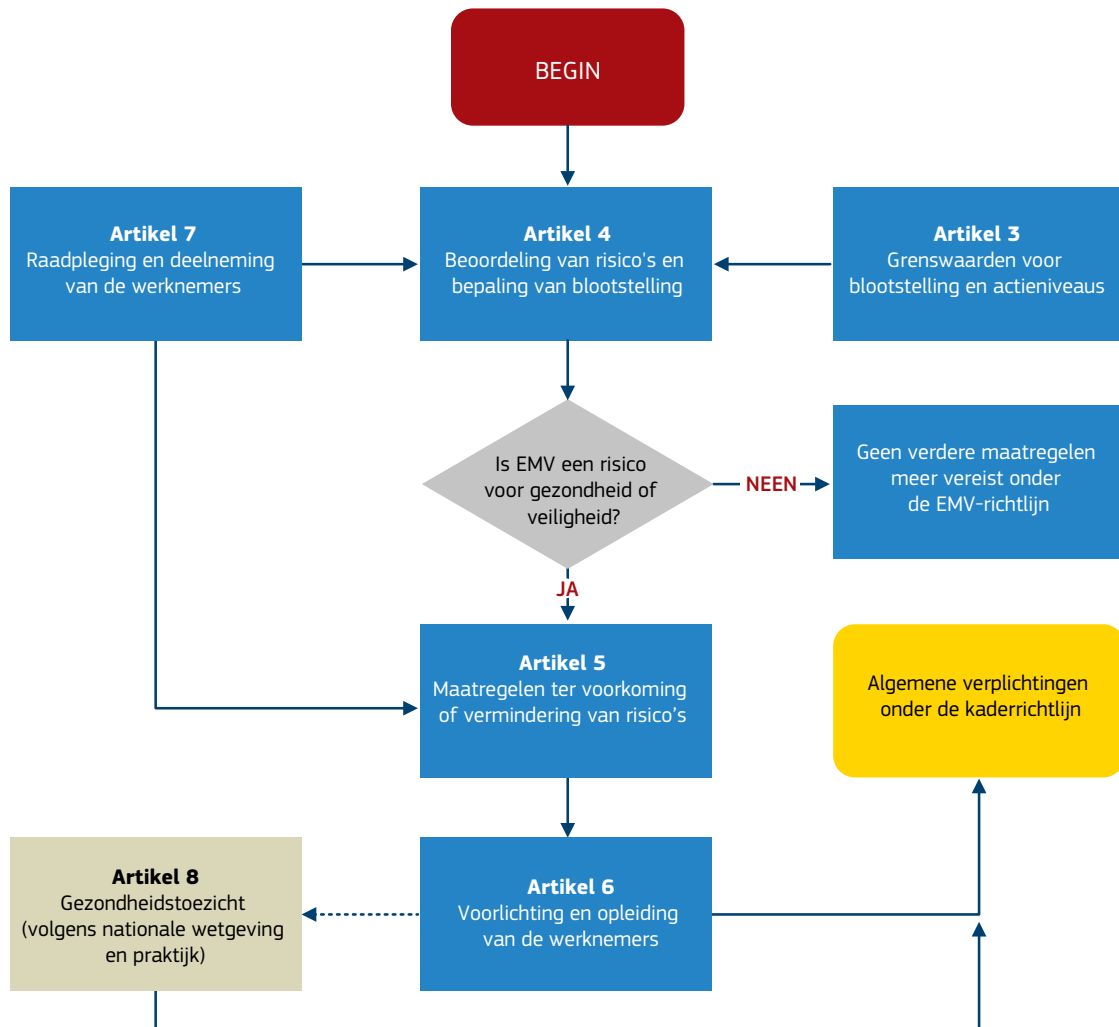 BEGIN
Artikel 7
Raadpleging en deelneming
van de werknemers
Artikel 4
Beoordeling van risico's en
bepaling van blootstelling
Artikel 3
Grenswaarden voor
blootstelling en actieniveaus
Is EMV een risico
voor gezondheid of
veiligheid?
NEEN
Geen verdere maatregelen
meer vereist onder
de EMV-richtlijn
JA
Artikel 5
Maatregelen ter voorkoming
of vermindering van risico’s
Algemene verplichtingen
onder de kaderrichtlijn
Artikel 8
Gezondheidstoezicht
(volgens nationale wetgeving
en praktijk)
Artikel 6
Voorlichting en opleiding
van de werknemers